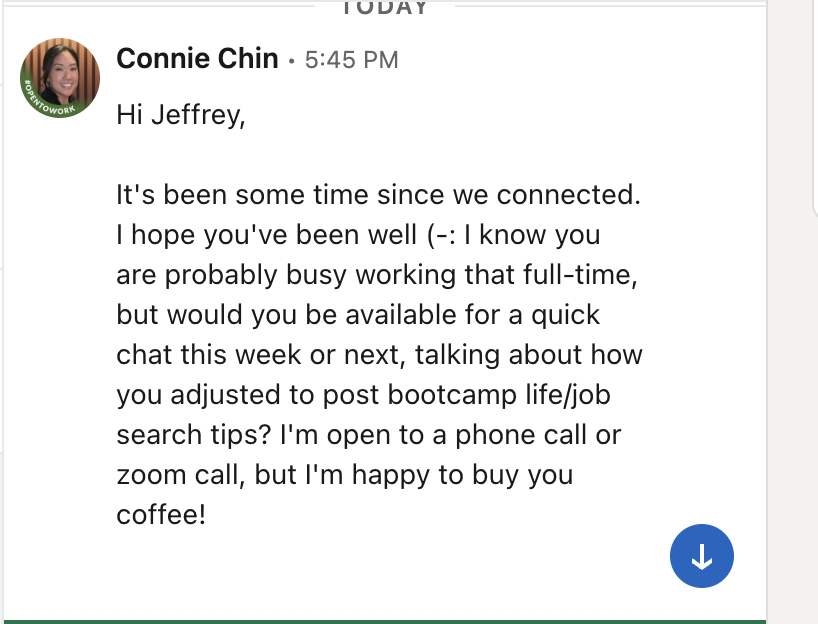 TODAY
Connie Chin • 5:45 PM
#OPENTOWORK
Hi Jeffrey,
It's been some time since we connected.
I hope you've been well (-: I know you
are probably busy working that full-time,
but would you be available for a quick
chat this week or next, talking about how
you adjusted to post bootcamp life/job
search tips? I'm open to a phone call or
zoom call, but I'm happy to buy you
coffee!